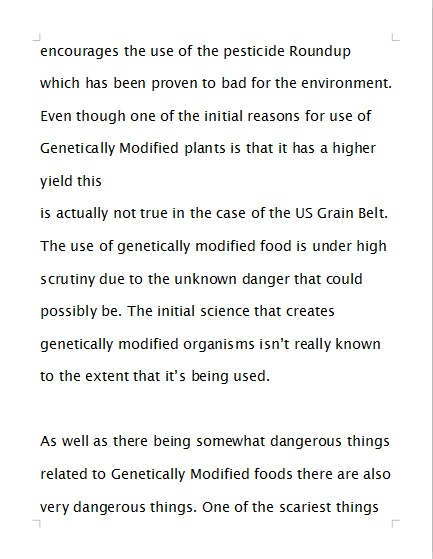 encourages the use of the pesticide Roundup
which has been proven to bad for the environment.
Even though one of the initial reasons for use of
Genetically Modified plants is that it has a higher
yield this
is actually not true in the case of the US Grain Belt.
The use of genetically modified food is under high
scrutiny due to the unknown danger that could
possibly be. The initial science that creates
genetically modified organisms isn't really known
to the extent that it's being used.
As well as there being somewhat dangerous things
related to Genetically Modified foods there are also
very dangerous things. One of the scariest things